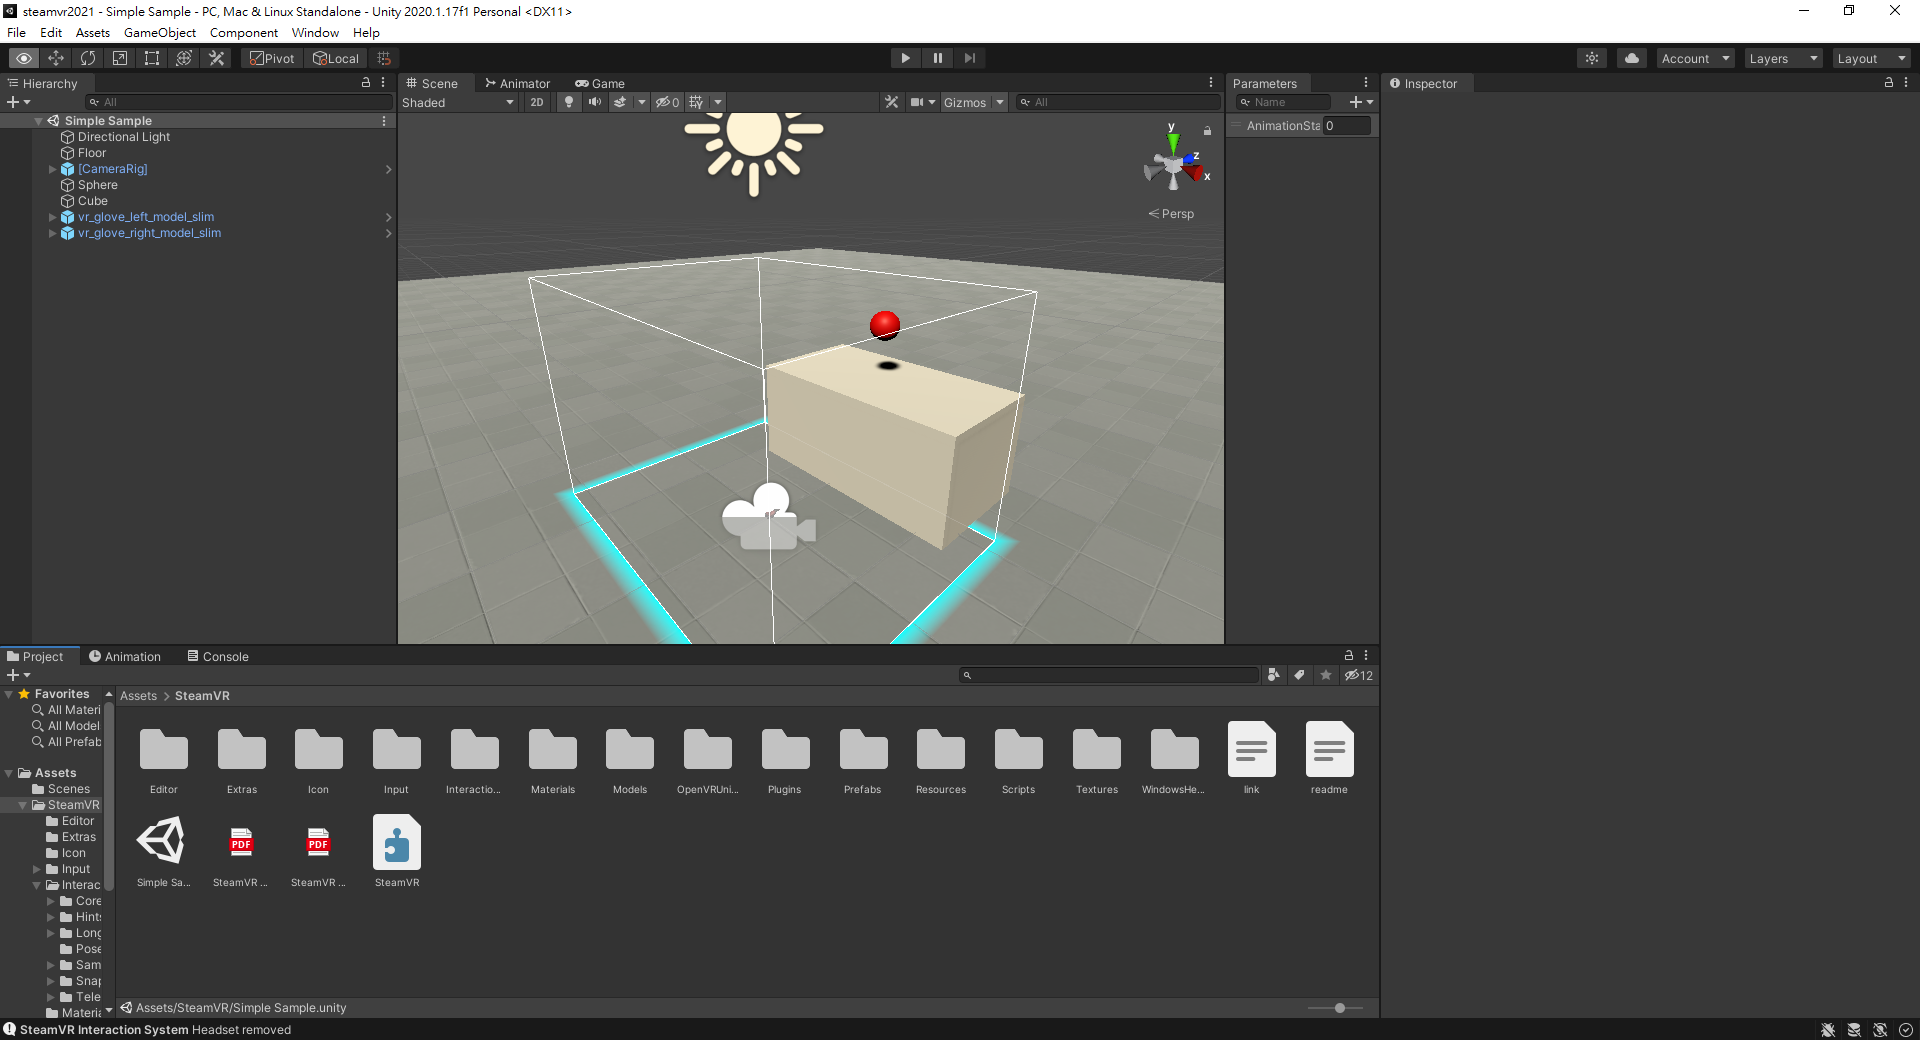 steamvr2021 - Simple Sample - PC, Mac & Linux Standalone - Unity 2020.1.17f1 Personal <DX11>
File Edit Assets GameObject Component Window Help
Pivot Local Account Layers Layout
Hierarchy
All
Simple Sample
Directional Light
Floor
[CameraRig]
Sphere
Cube
vr_glove_left_model_slim
vr_glove_right_model_slim
Scene Animator Game
Shaded 2D 0 Gizmos All
y
z
x
Persp
Parameters
Name
AnimationSta 0
Inspector
Project Animation Console
12
Favorites
All Materi
All Model
All Prefab
Assets
Scenes
SteamVR
Editor
Extras
Icon
Input
Interac
Core
Hints
Long
Pose
Sam
Snap
Tele
Materia
Assets > SteamVR
Editor Extras Icon Input Interactio... Materials Models OpenVRUni... Plugins Prefabs Resources Scripts Textures WindowsHe... link readme
PDF PDF
Simple Sa... SteamVR ... SteamVR ... SteamVR
Assets/SteamVR/Simple Sample.unity
SteamVR Interaction System Headset removed